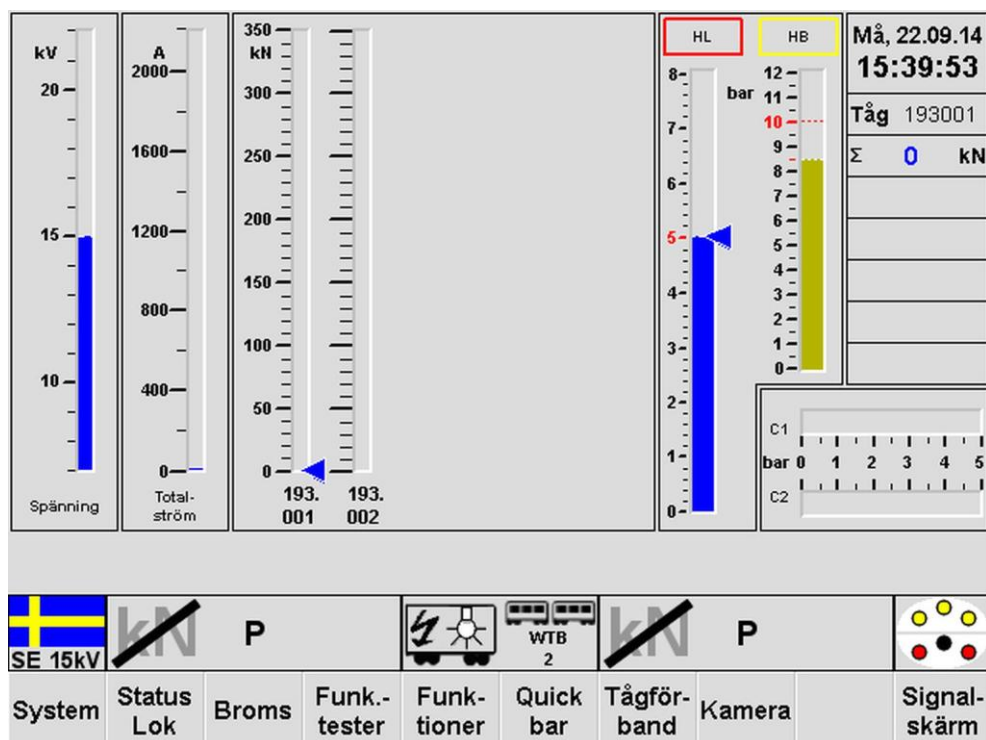 kV
20
15
10
Spänning
A
2000
1600
1200
800
400
0
Total-
ström
350
kN
300
250
200
150
100
50
0
193.
001
193.
002
HL
8
7
6
5
4
3
2
1
0
bar
HB
12
11
10
9
8
7
6
5
4
3
2
1
0
Må, 22.09.14
15:39:53
Tåg 193001
Σ 0 kN
C1
bar 0 1 2 3 4 5
C2
SE 15kV
kN
P
WTB
2
kN
P
System
Status
Lok
Broms
Funk.-
tester
Funk-
tioner
Quick
bar
Tågför-
band
Kamera
Signal-
skärm